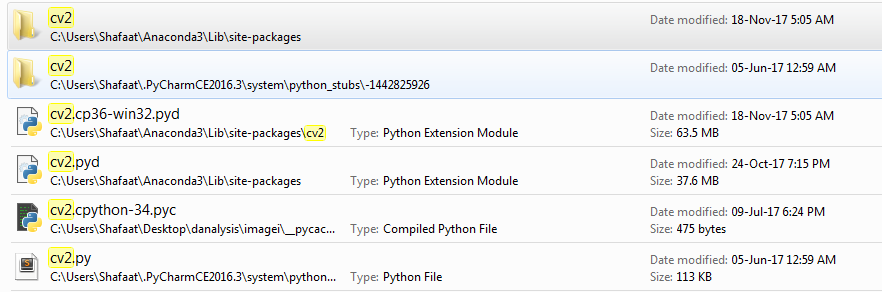 cv2
Date modified: 18-Nov-17 5:05 AM
C:\Users\Shafaat\Anaconda3\Lib\site-packages
cv2
Date modified: 05-Jun-17 12:59 AM
C:\Users\Shafaat\.PyCharmCE2016.3\system\python_stubs\-1442825926
cv2.cp36-win32.pyd
Date modified: 18-Nov-17 5:05 AM
C:\Users\Shafaat\Anaconda3\Lib\site-packages\cv2 Type: Python Extension Module Size: 63.5 MB
cv2.pyd
Date modified: 24-Oct-17 7:15 PM
C:\Users\Shafaat\Anaconda3\Lib\site-packages Type: Python Extension Module Size: 37.6 MB
cv2.cpython-34.pyc
Date modified: 09-Jul-17 6:24 PM
C:\Users\Shafaat\Desktop\danalysis\imagei\__pycac... Type: Compiled Python File Size: 475 bytes
cv2.py
Date modified: 05-Jun-17 12:59 AM
C:\Users\Shafaat\.PyCharmCE2016.3\system\python... Type: Python File Size: 113 KB